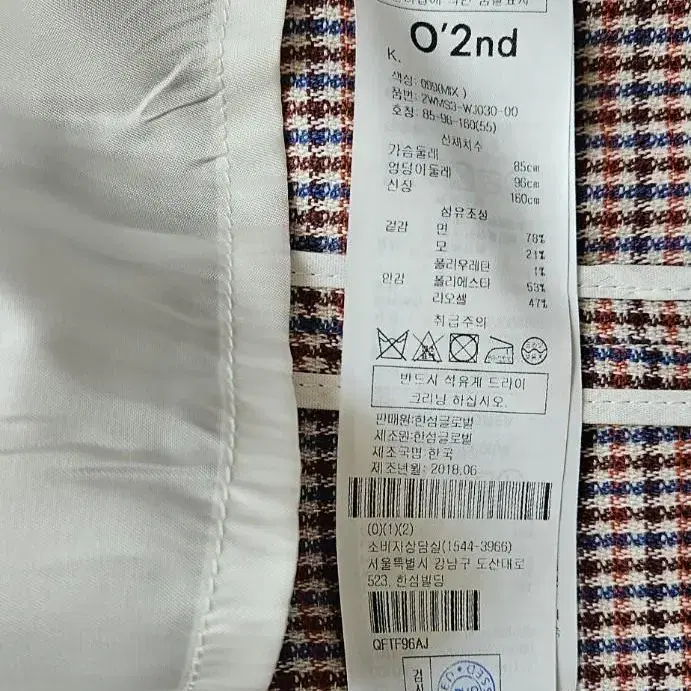 O'2nd
K.
색상: 099(MIX )
품번: 2WMS3-WJ030-00
호칭: 85-96-160(55)
신체치수
가슴둘레 85cm
엉덩이둘레 96cm
신장 160cm
섬유조성
겉감 면 78%
모 21%
폴리우레탄 1%
안감 폴리에스터 53%
리오셀 47%
취급주의
반드시 석유계 드라이
크리닝 하십시오.
판매원:한섬글로벌
제조원:한섬글로벌
제조국명:한국
제조년월:2018.06
(0)(1)(2)
소비자상담실(1544-3966)
서울특별시 강남구 도산대로
523, 한섬빌딩
QFTF96AJ
검